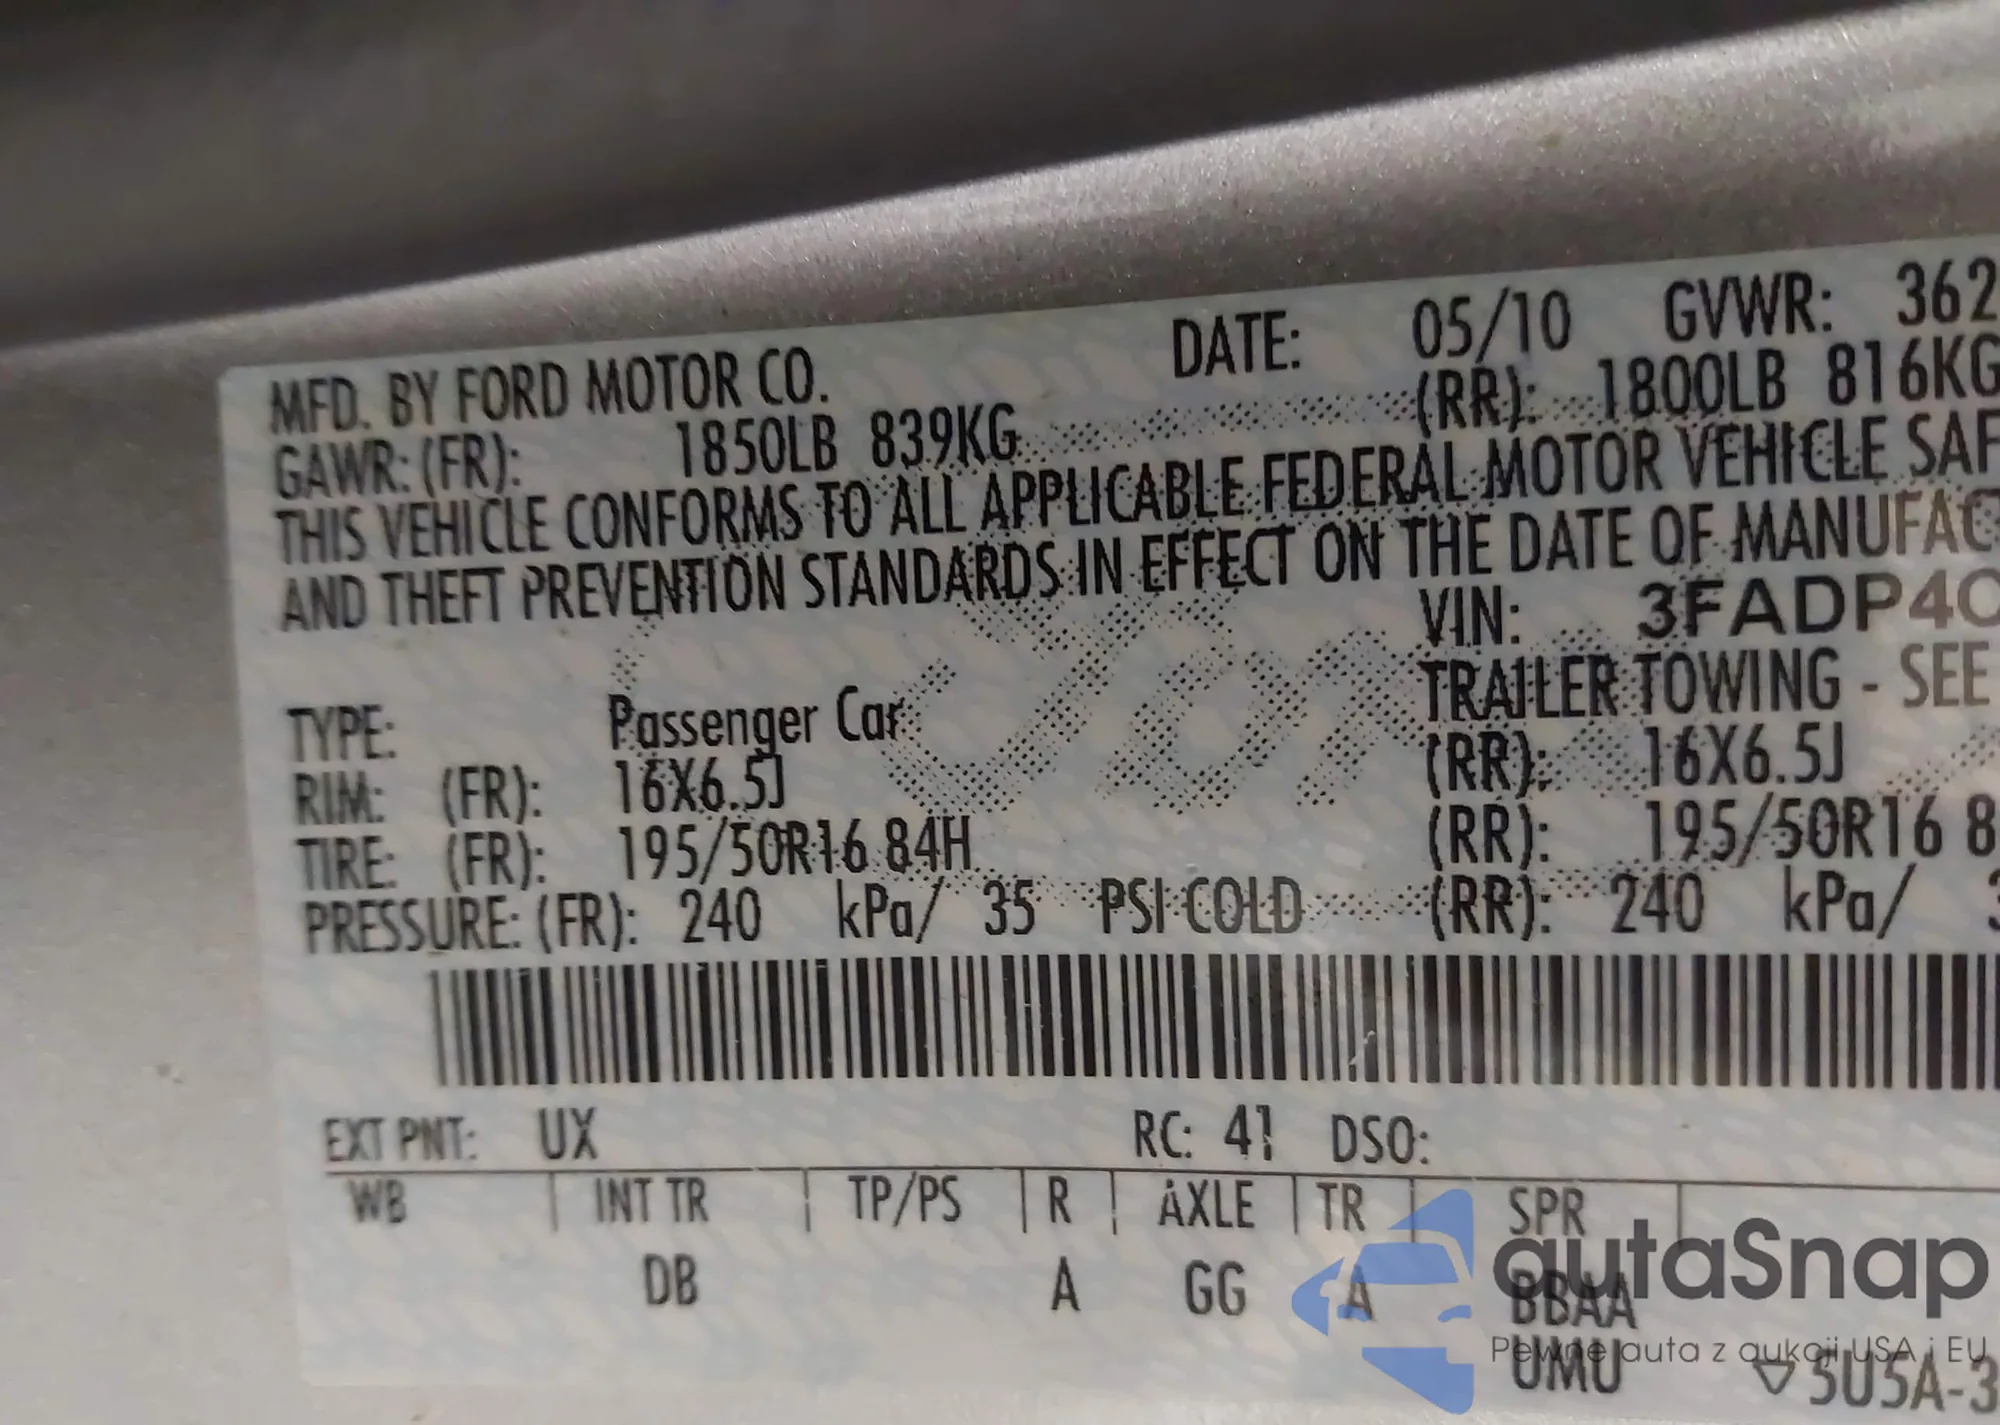 MFD. BY FORD MOTOR CO. DATE: 05/10 GVWR: 362
GAWR: (FR): 1850LB 839KG (RR): 1800LB 816KG
THIS VEHICLE CONFORMS TO ALL APPLICABLE FEDERAL MOTOR VEHICLE SAF
AND THEFT PREVENTION STANDARDS IN EFFECT ON THE DATE OF MANUFAC
VIN: 3FADP4
TYPE: Passenger Car TRAILER TOWING - SEE
RIM: (FR): 16X6.5J (RR): 16X6.5J
TIRE: (FR): 195/50R16 84H (RR): 195/50R16 8
PRESSURE: (FR): 240 kPa/ 35 PSI COLD (RR): 240 kPa/ 3
EXT PNT: UX RC: 41 DSO:
WB INT TR TP/PS R AXLE TR SPR
DB A GG A BBAA
UMU ▽5U5A-3
Ford
autaSnap
Pewne auta z aukcji USA i EU